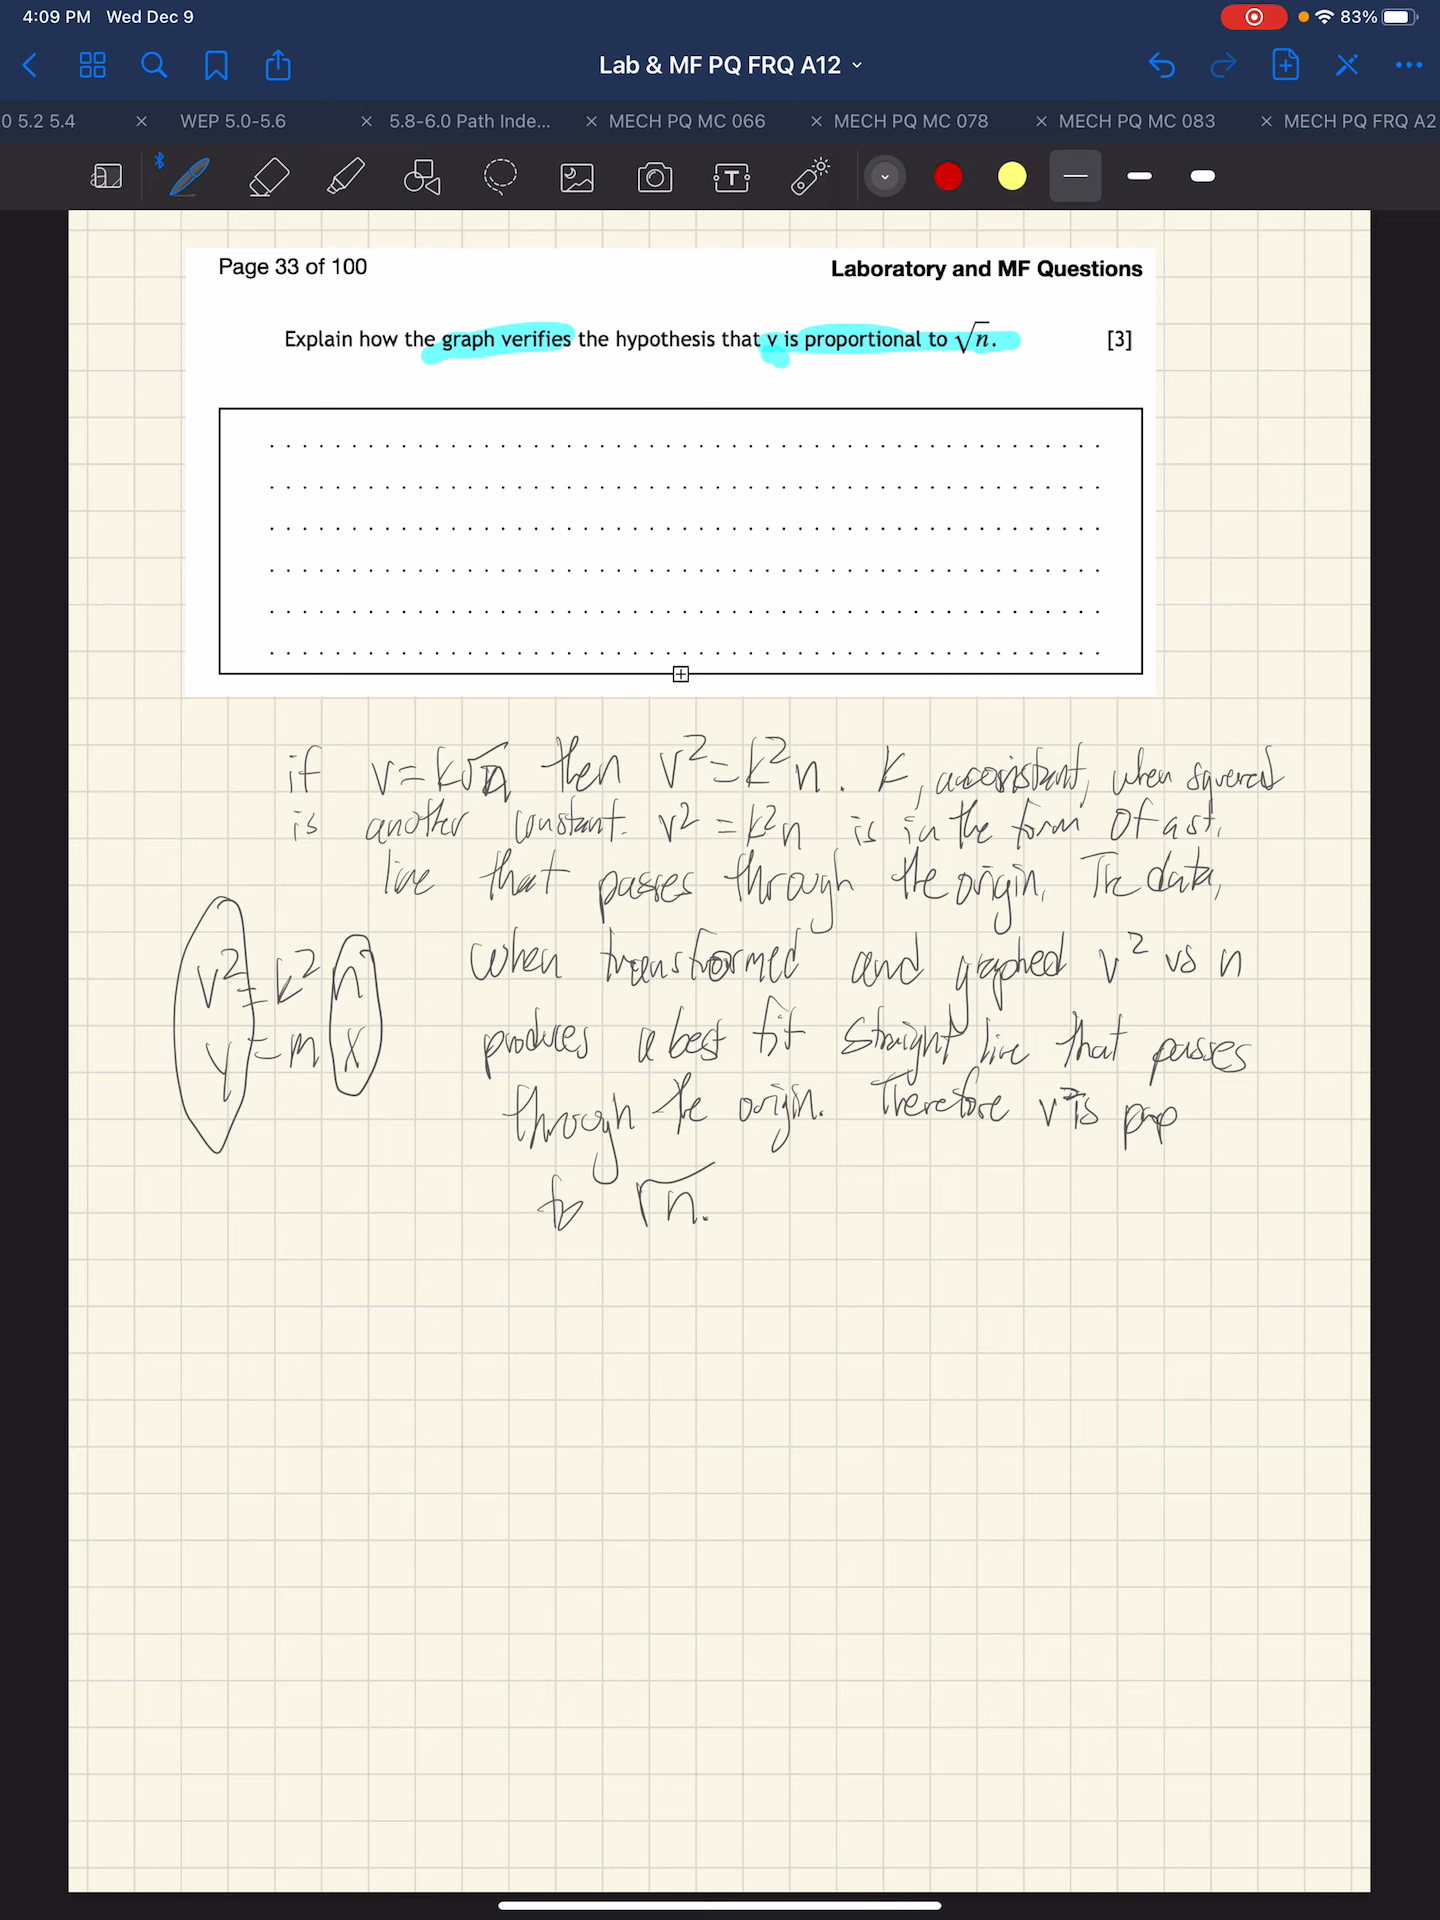 4:09 PM Wed Dec 9
83%
Lab & MF PQ FRQ A12
0 5.2 5.4
WEP 5.0-5.6
5.8-6.0 Path Inde...
MECH PQ MC 066
MECH PQ MC 078
MECH PQ MC 083
MECH PQ FRQ A2
Page 33 of 100
Laboratory and MF Questions
Explain how the graph verifies the hypothesis that v is proportional to √n. [3]
if v = k√n then v² = k²n. K, a constant, when squared
is another constant. v² = k²n is in the form of a st.
line that passes through the origin. The data,
when transformed and graphed v² vs n
produces a best fit straight line that passes
through the origin. Therefore v² is prop
to √n.
v² = k² n
y = m x